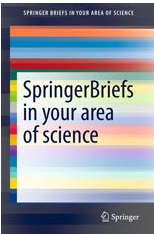 SPRINGER BRIEFS IN YOUR AREA OF SCIENCE
SpringerBriefs
in your area
of science
Springer